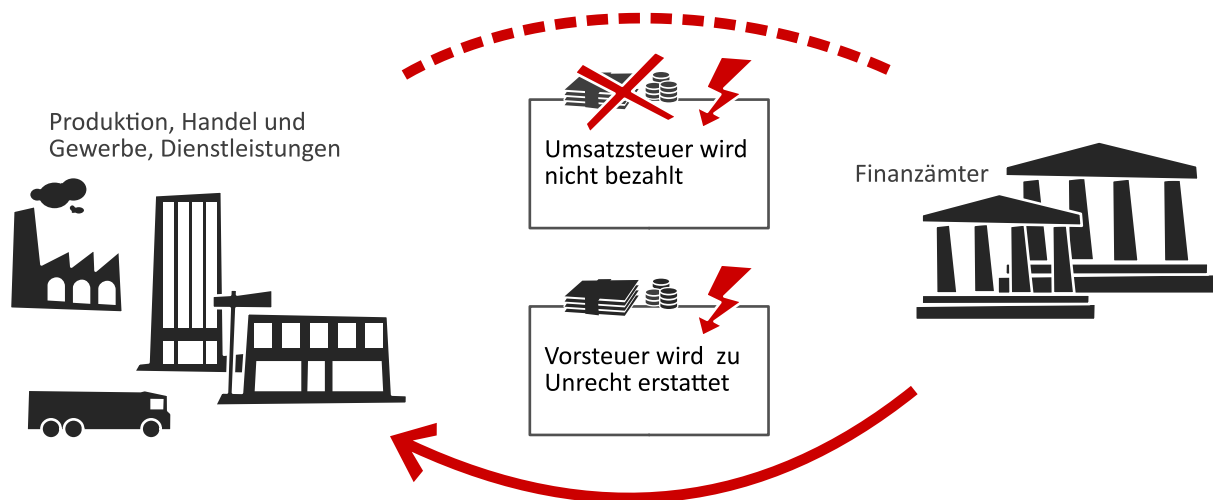 Produktion, Handel und
Gewerbe, Dienstleistungen
Umsatzsteuer wird
nicht bezahlt
Finanzämter
Vorsteuer wird zu
Unrecht erstattet